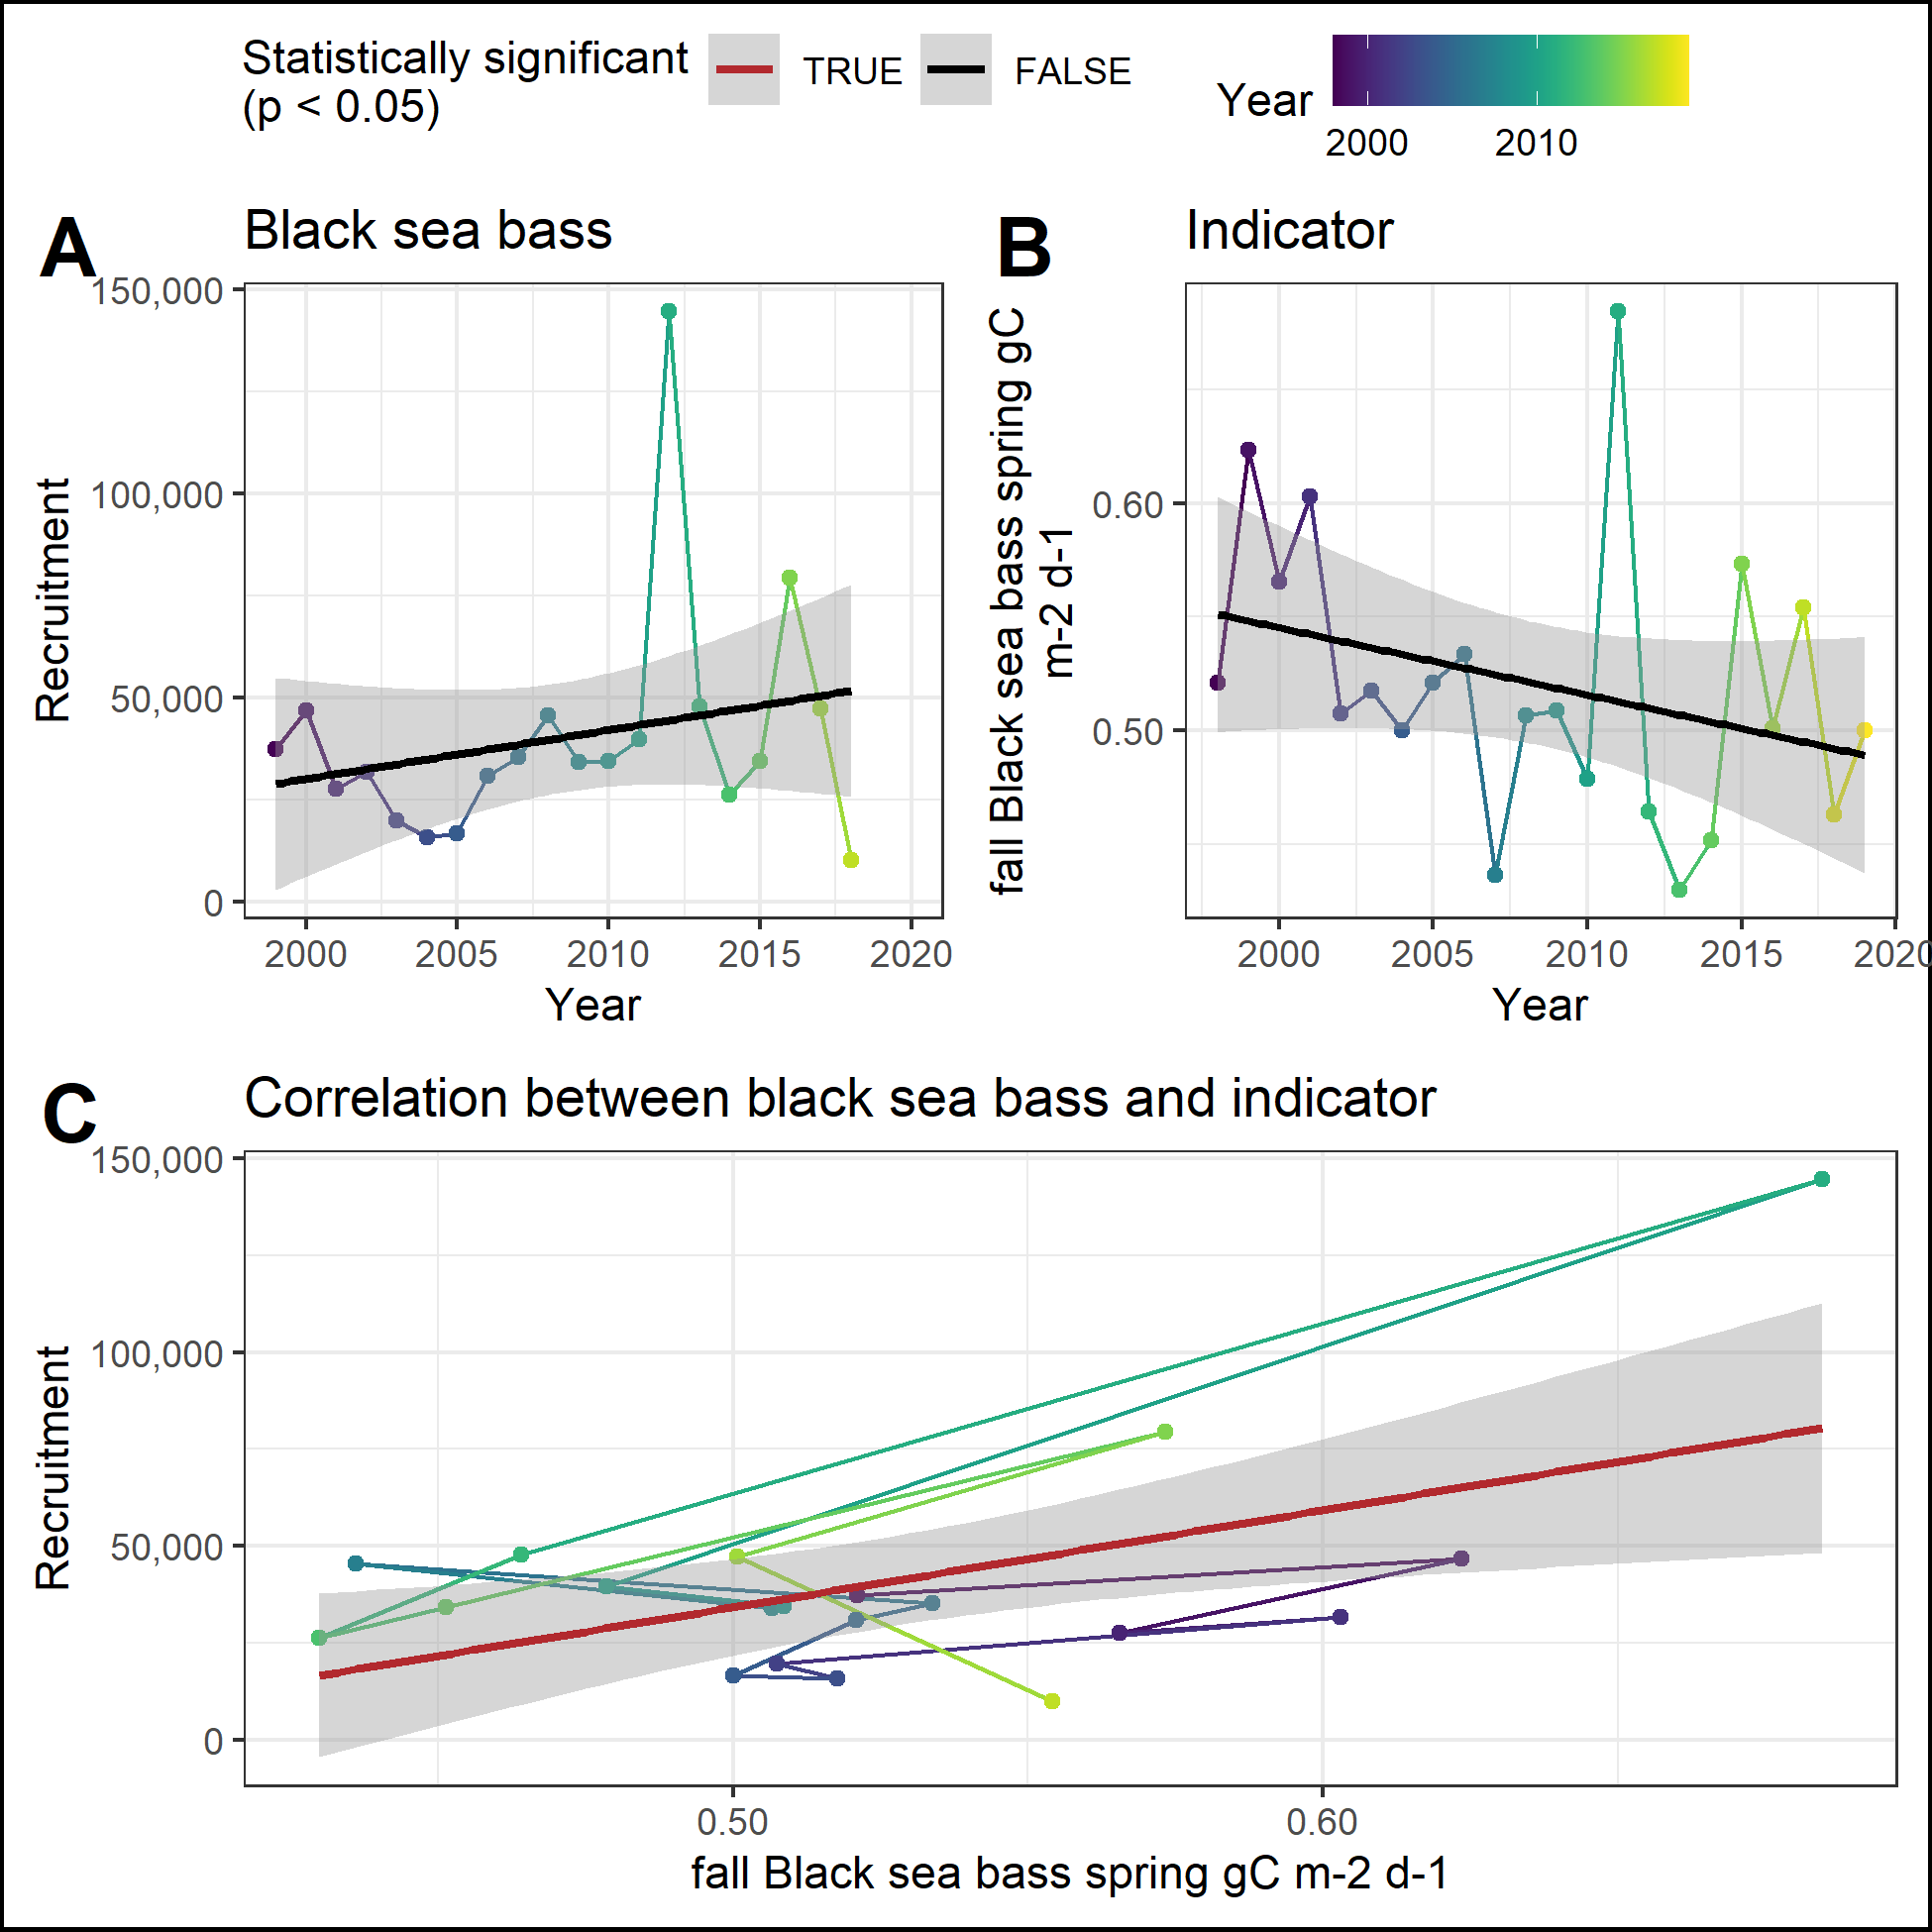 Statistically significant
(p < 0.05)
TRUE
FALSE
Year
2000 2010
A
Black sea bass
150,000
100,000
50,000
0
Recruitment
2000 2005 2010 2015 2020
Year
B
Indicator
fall Black sea bass spring gC
m-2 d-1
0.60
0.50
2000 2005 2010 2015 2020
Year
C
Correlation between black sea bass and indicator
150,000
100,000
50,000
0
Recruitment
0.50 0.60
fall Black sea bass spring gC m-2 d-1